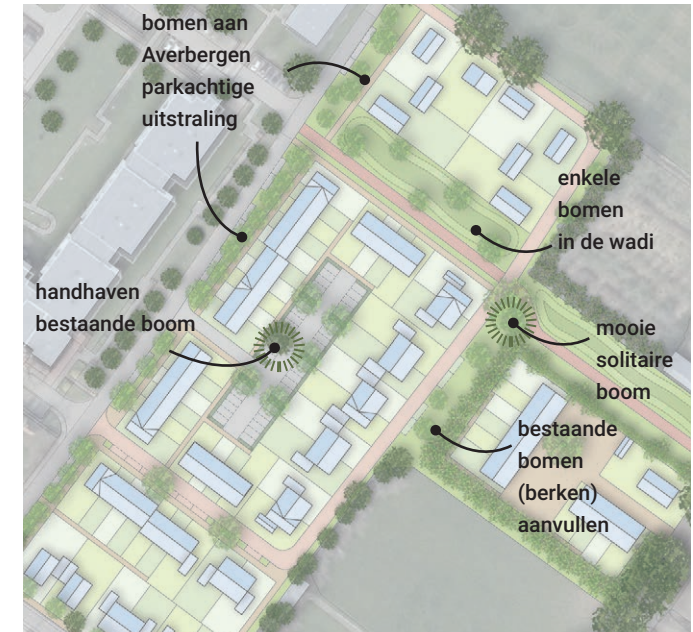 bomen aan
Averbergen
parkachtige
uitstraling
enkele
bomen
in de wadi
handhaven
bestaande boom
mooie
solitaire
boom
bestaande
bomen
(berken)
aanvullen